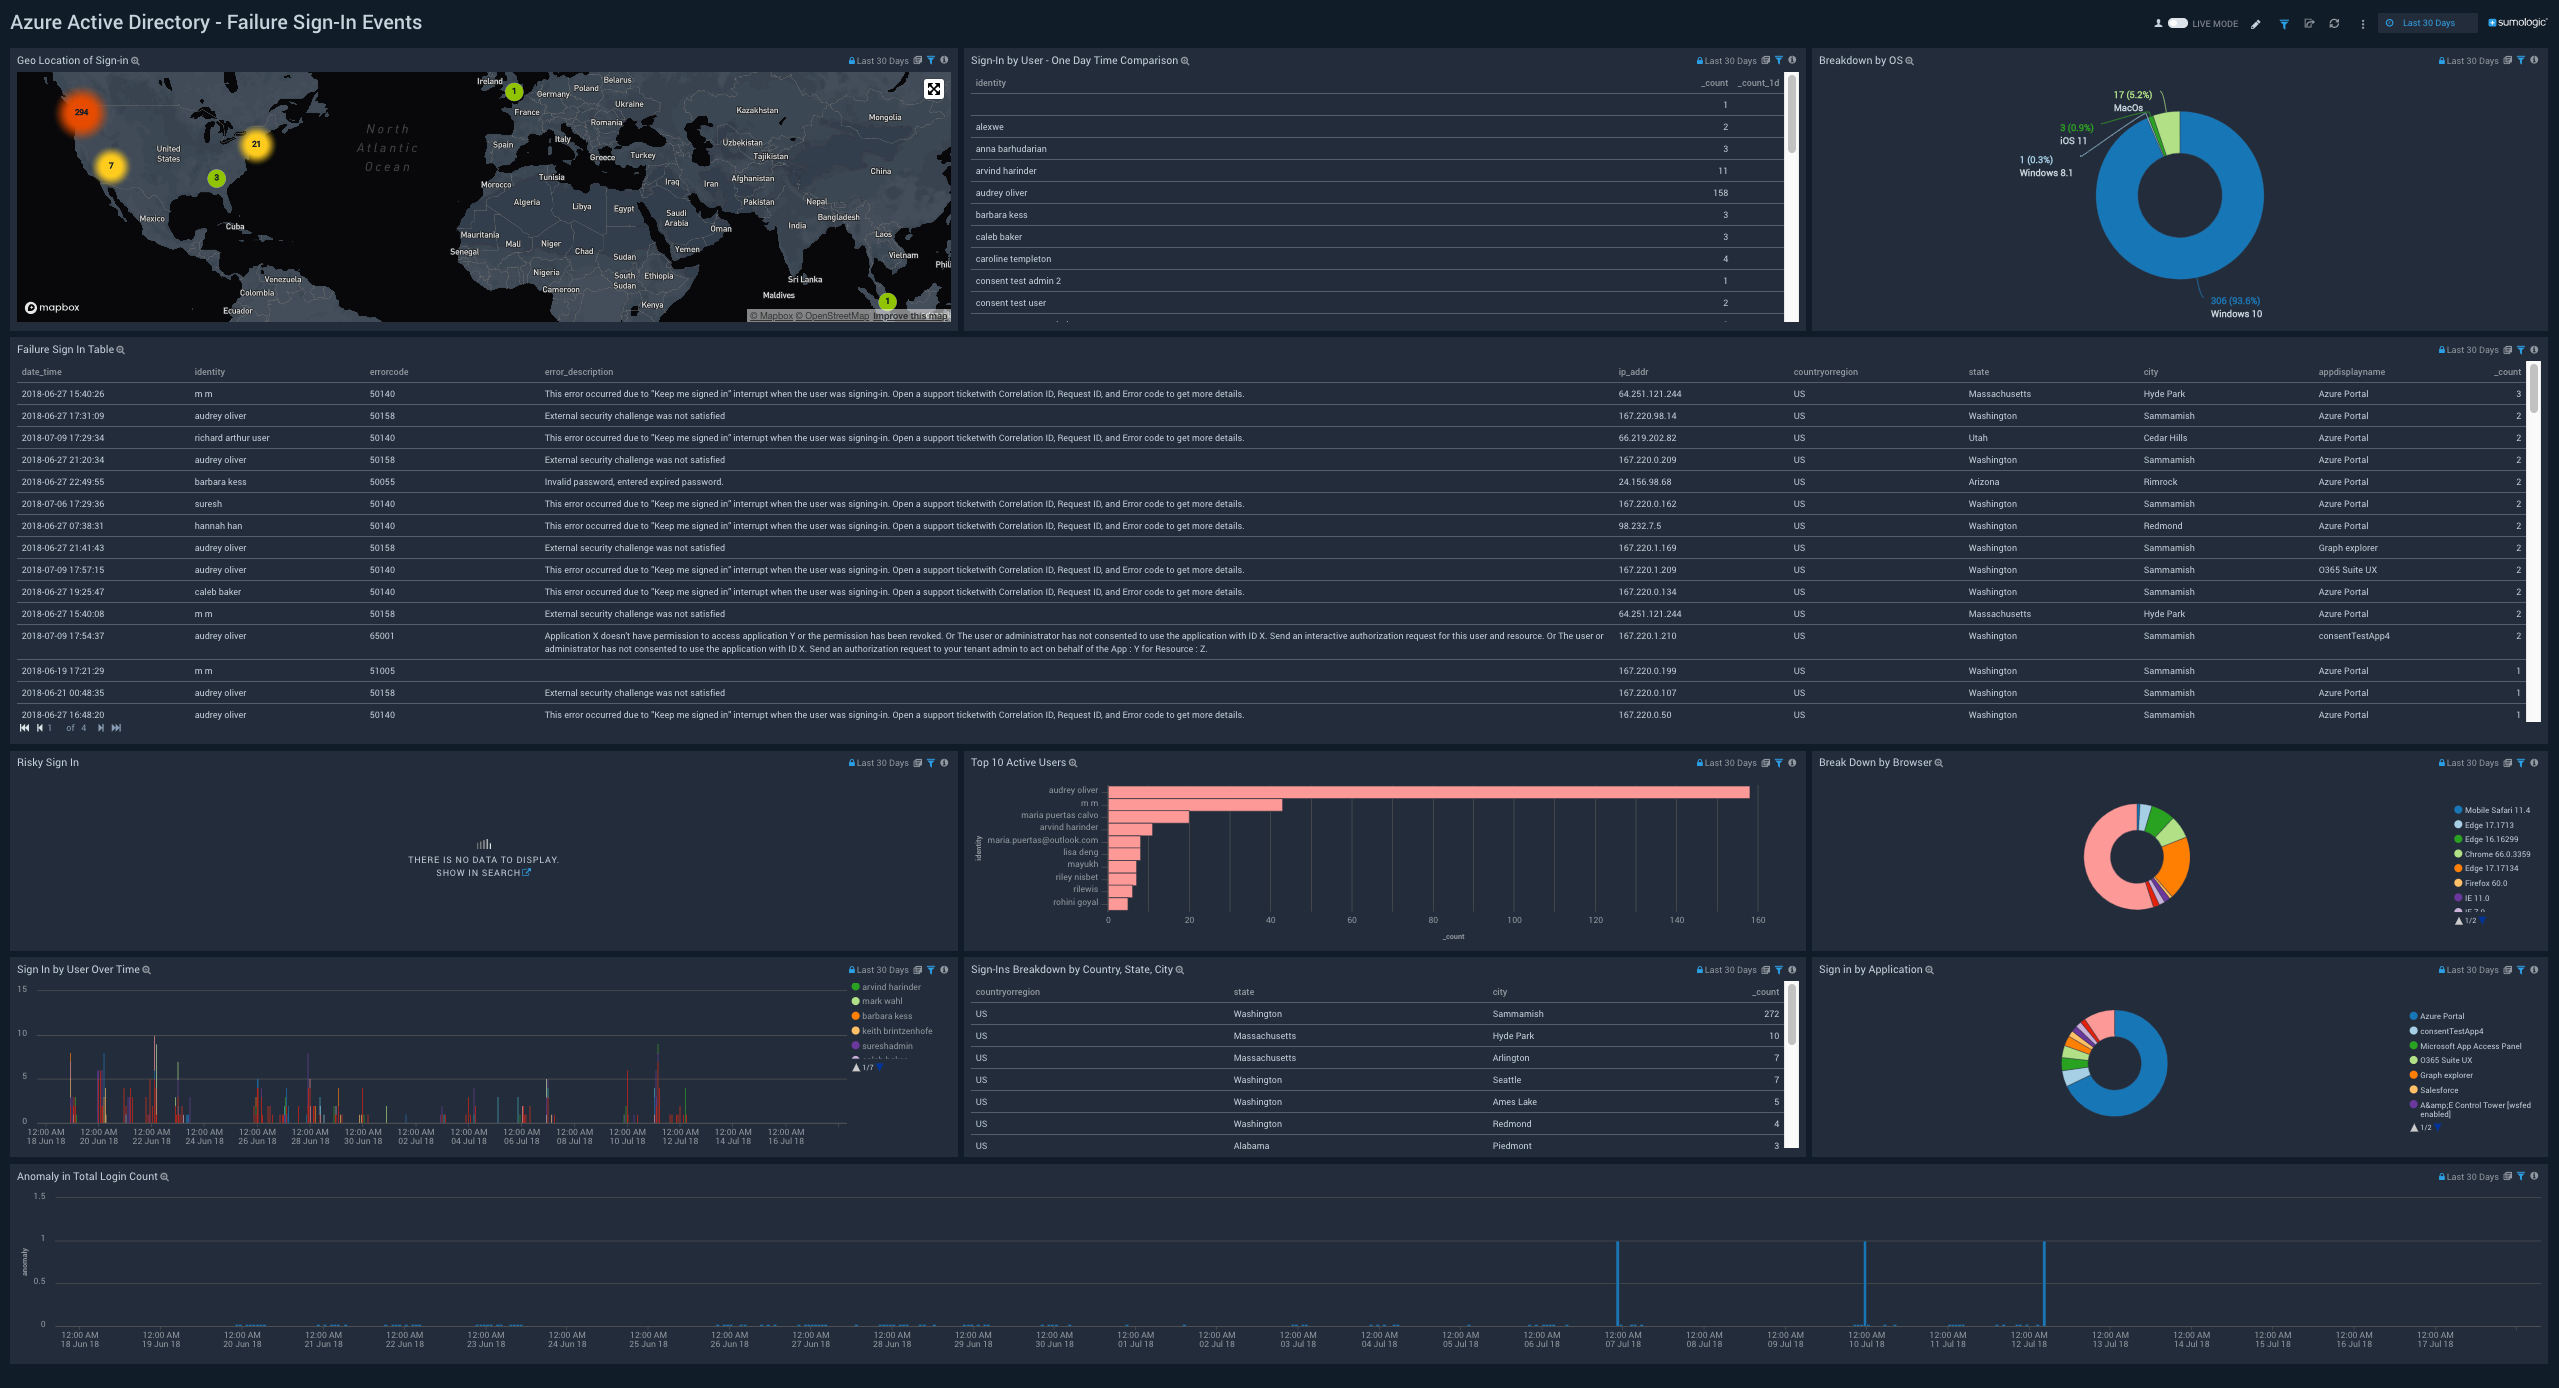 Azure Active Directory - Failure Sign-In Events
LIVE MODE
Last 30 Days
sumologic
Geo Location of Sign-in
Last 30 Days
294
7
21
3
1
1
North
Atlantic
Ocean
United
States
Mexico
Cuba
Venezuela
Colombia
Ecuador
Ireland
Belarus
Poland
Germany
Ukraine
France
Romania
Kazakhstan
Mongolia
Italy
Spain
Greece
Turkey
Uzbekistan
Tajikistan
China
Morocco
Tunisia
Iraq
Iran
Afghanistan
Algeria
Libya
Egypt
Saudi
Arabia
Pakistan
Nepal
Bangladesh
Oman
India
Laos
Mauritania
Mali
Niger
Chad
Sudan
Yemen
Senegal
Vietnam
Phili
Nigeria
South
Sudan
Ethiopia
Cameroon
Kenya
Sri Lanka
Maldives
mapbox
© Mapbox © OpenStreetMap Improve this map
Sign-In by User - One Day Time Comparison
Last 30 Days
identity _count _count_1d
1
alexwe 2
anna barhudarian 3
arvind harinder 11
audrey oliver 158
barbara kess 3
caleb baker 3
caroline templeton 4
consent test admin 2 1
consent test user 2
Breakdown by OS
Last 30 Days
17 (5.2%)
MacOs
3 (0.9%)
iOS 11
1 (0.3%)
Windows 8.1
306 (93.6%)
Windows 10
Failure Sign In Table
Last 30 Days
date_time identity errorcode error_description ip_addr countryorregion state city appdisplayname _count
2018-06-27 15:40:26 m m 50140 This error occurred due to "Keep me signed in" interrupt when the user was signing-in. Open a support ticketwith Correlation ID, Request ID, and Error code to get more details. 64.251.121.244 US Massachusetts Hyde Park Azure Portal 3
2018-06-27 17:31:09 audrey oliver 50158 External security challenge was not satisfied 167.220.98.14 US Washington Sammamish Azure Portal 2
2018-07-09 17:29:34 richard arthur user 50140 This error occurred due to "Keep me signed in" interrupt when the user was signing-in. Open a support ticketwith Correlation ID, Request ID, and Error code to get more details. 66.219.202.82 US Utah Cedar Hills Azure Portal 2
2018-06-27 21:20:34 audrey oliver 50158 External security challenge was not satisfied 167.220.0.209 US Washington Sammamish Azure Portal 2
2018-06-27 22:49:55 barbara kess 50055 Invalid password, entered expired password. 24.156.98.68 US Arizona Rimrock Azure Portal 2
2018-07-06 17:29:36 suresh 50140 This error occurred due to "Keep me signed in" interrupt when the user was signing-in. Open a support ticketwith Correlation ID, Request ID, and Error code to get more details. 167.220.0.162 US Washington Sammamish Azure Portal 2
2018-06-27 07:38:31 hannah han 50140 This error occurred due to "Keep me signed in" interrupt when the user was signing-in. Open a support ticketwith Correlation ID, Request ID, and Error code to get more details. 98.232.7.5 US Washington Redmond Azure Portal 2
2018-06-27 21:41:43 audrey oliver 50158 External security challenge was not satisfied 167.220.1.169 US Washington Sammamish Graph explorer 2
2018-07-09 17:57:15 audrey oliver 50140 This error occurred due to "Keep me signed in" interrupt when the user was signing-in. Open a support ticketwith Correlation ID, Request ID, and Error code to get more details. 167.220.1.209 US Washington Sammamish O365 Suite UX 2
2018-06-27 19:25:47 caleb baker 50140 This error occurred due to "Keep me signed in" interrupt when the user was signing-in. Open a support ticketwith Correlation ID, Request ID, and Error code to get more details. 167.220.0.134 US Washington Sammamish Azure Portal 2
2018-06-27 15:40:08 m m 50158 External security challenge was not satisfied 64.251.121.244 US Massachusetts Hyde Park Azure Portal 2
2018-07-09 17:54:37 audrey oliver 65001 Application X doesn't have permission to access application Y or the permission has been revoked. Or The user or administrator has not consented to use the application with ID X. Send an interactive authorization request for this user and resource. Or The user or 167.220.1.210 US Washington Sammamish consentTestApp4 2
administrator has not consented to use the application with ID X. Send an authorization request to your tenant admin to act on behalf of the App : Y for Resource : Z.
2018-06-19 17:21:29 m m 51005 167.220.0.199 US Washington Sammamish Azure Portal 1
2018-06-21 00:48:35 audrey oliver 50158 External security challenge was not satisfied 167.220.0.107 US Washington Sammamish Azure Portal 1
2018-06-27 16:48:20 audrey oliver 50140 This error occurred due to "Keep me signed in" interrupt when the user was signing-in. Open a support ticketwith Correlation ID, Request ID, and Error code to get more details. 167.220.0.50 US Washington Sammamish Azure Portal 1
1 of 4
Risky Sign In
Last 30 Days
THERE IS NO DATA TO DISPLAY.
SHOW IN SEARCH
Top 10 Active Users
Last 30 Days
identity
audrey oliver
m m
maria puertas calvo
arvind harinder
maria.puertas@outlook.com
lisa deng
mayukh
riley nisbet
rilewis
rohini goyal
0 20 40 60 80 100 120 140 160
_count
Break Down by Browser
Last 30 Days
Mobile Safari 11.4
Edge 17.1713
Edge 16.16299
Chrome 66.0.3359
Edge 17.17134
Firefox 60.0
IE 11.0
IE 7.0
1/2
Sign In by User Over Time
Last 30 Days
15
10
5
0
12:00 AM 12:00 AM 12:00 AM 12:00 AM 12:00 AM 12:00 AM 12:00 AM 12:00 AM 12:00 AM 12:00 AM 12:00 AM 12:00 AM 12:00 AM 12:00 AM 12:00 AM
18 Jun 18 20 Jun 18 22 Jun 18 24 Jun 18 26 Jun 18 28 Jun 18 30 Jun 18 02 Jul 18 04 Jul 18 06 Jul 18 08 Jul 18 10 Jul 18 12 Jul 18 14 Jul 18 16 Jul 18
arvind harinder
mark wahl
barbara kess
keith brintzenhofe
sureshadmin
1/7
Sign-Ins Breakdown by Country, State, City
Last 30 Days
countryorregion state city _count
US Washington Sammamish 272
US Massachusetts Hyde Park 10
US Massachusetts Arlington 7
US Washington Seattle 7
US Washington Ames Lake 5
US Washington Redmond 4
US Alabama Piedmont 3
Sign in by Application
Last 30 Days
Azure Portal
consentTestApp4
Microsoft App Access Panel
O365 Suite UX
Graph explorer
Salesforce
A&amp;E Control Tower [wsfed
enabled]
1/2
Anomaly in Total Login Count
Last 30 Days
anomaly
1.5
1
0.5
0
12:00 AM 12:00 AM 12:00 AM 12:00 AM 12:00 AM 12:00 AM 12:00 AM 12:00 AM 12:00 AM 12:00 AM 12:00 AM 12:00 AM 12:00 AM 12:00 AM 12:00 AM 12:00 AM 12:00 AM 12:00 AM 12:00 AM 12:00 AM 12:00 AM 12:00 AM 12:00 AM 12:00 AM 12:00 AM 12:00 AM 12:00 AM 12:00 AM 12:00 AM 12:00 AM
18 Jun 18 19 Jun 18 20 Jun 18 21 Jun 18 22 Jun 18 23 Jun 18 24 Jun 18 25 Jun 18 26 Jun 18 27 Jun 18 28 Jun 18 29 Jun 18 30 Jun 18 01 Jul 18 02 Jul 18 03 Jul 18 04 Jul 18 05 Jul 18 06 Jul 18 07 Jul 18 08 Jul 18 09 Jul 18 10 Jul 18 11 Jul 18 12 Jul 18 13 Jul 18 14 Jul 18 15 Jul 18 16 Jul 18 17 Jul 18